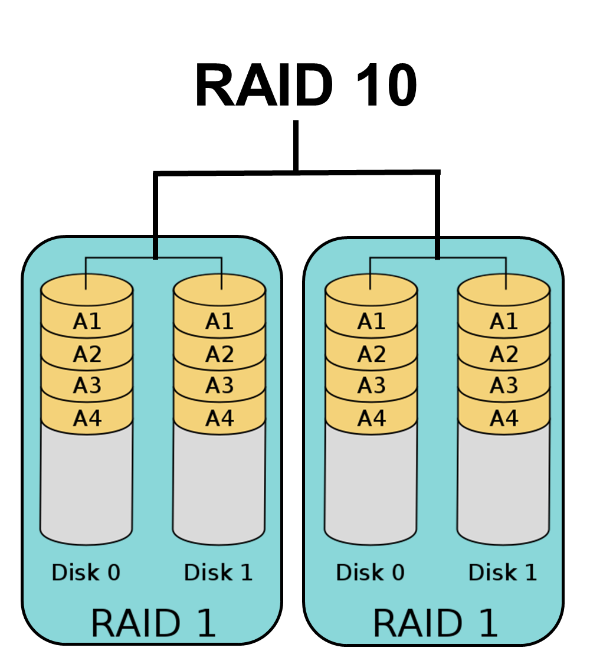 RAID 10
A1 A1 A1 A1
A2 A2 A2 A2
A3 A3 A3 A3
A4 A4 A4 A4
Disk 0 Disk 1 Disk 0 Disk 1
RAID 1 RAID 1